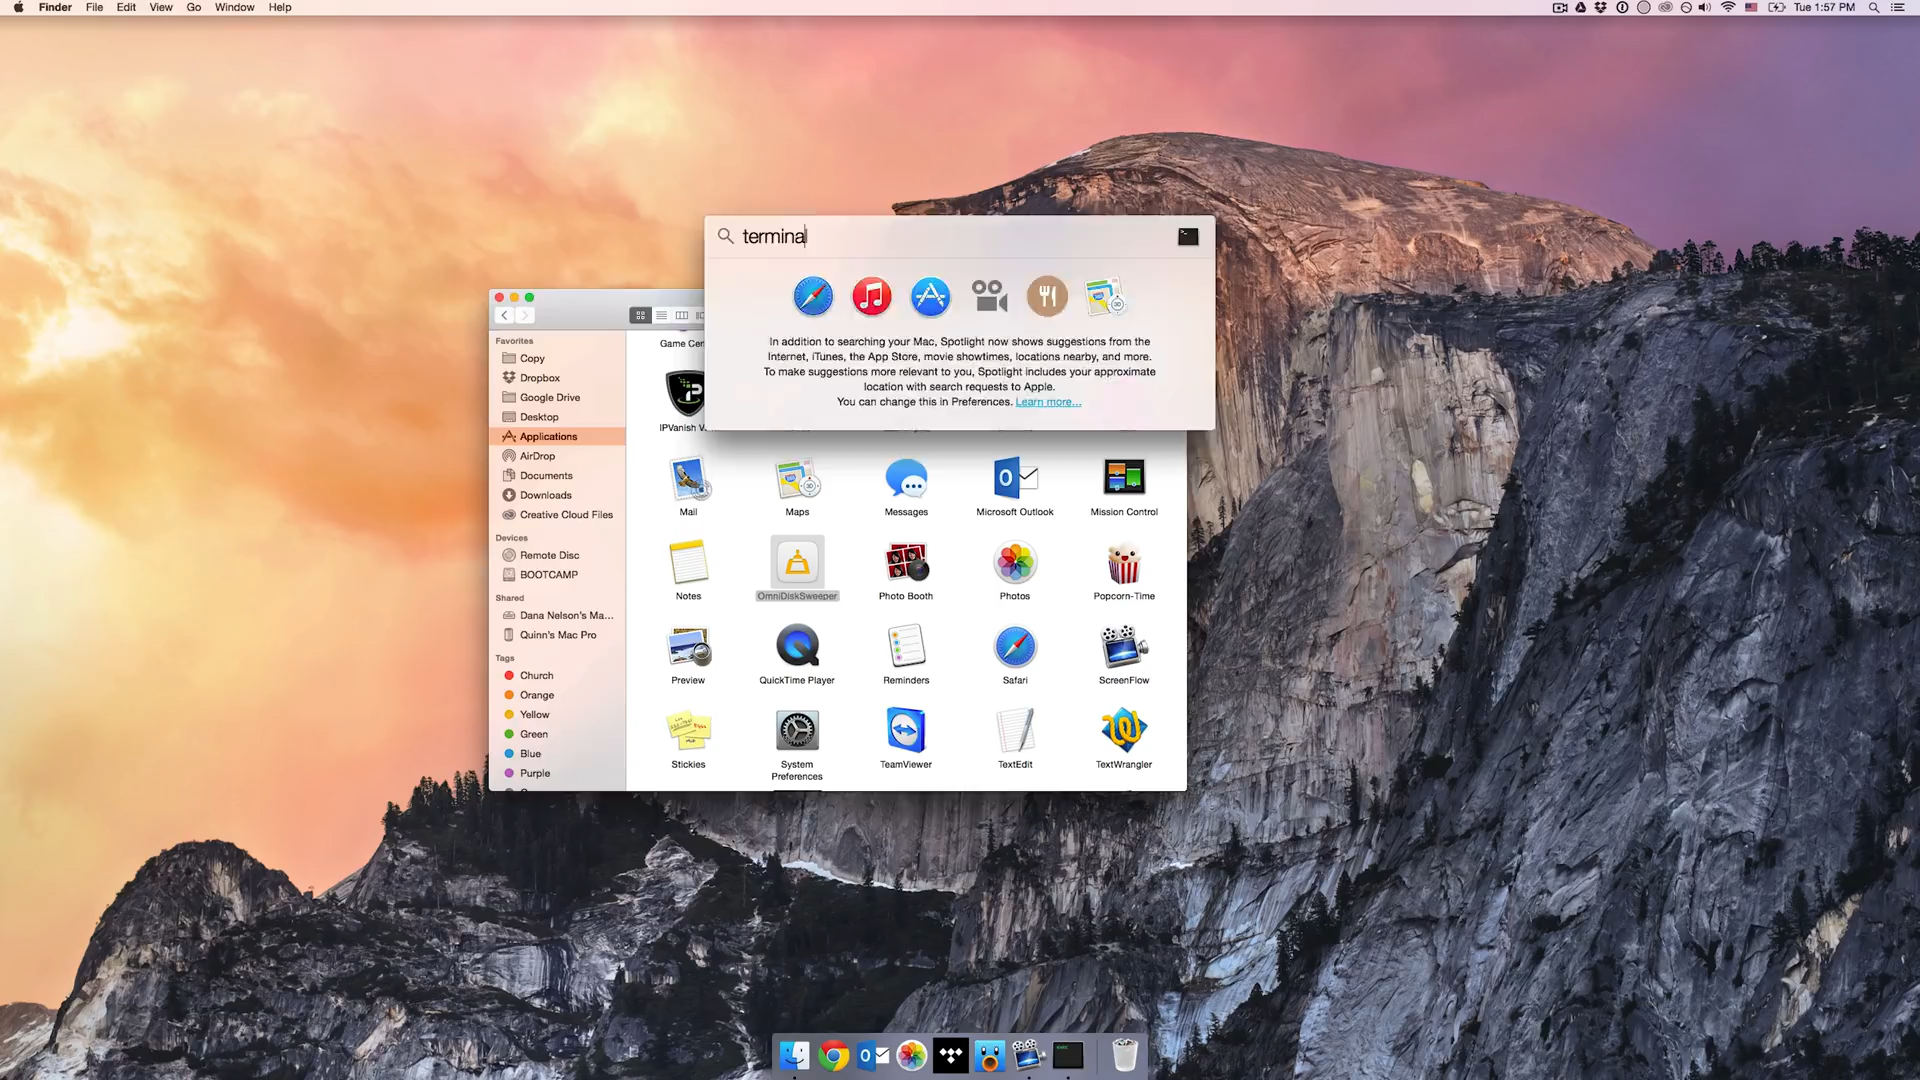 Finder File Edit View Go Window Help
Tue 1:57 PM
terminal
In addition to searching your Mac, Spotlight now shows suggestions from the
Internet, iTunes, the App Store, movie showtimes, locations nearby, and more.
To make suggestions more relevant to you, Spotlight includes your approximate
location with search requests to Apple.
You can change this in Preferences. Learn more...
Favorites
Copy
Dropbox
Google Drive
Desktop
Applications
AirDrop
Documents
Downloads
Creative Cloud Files
Devices
Remote Disc
BOOTCAMP
Shared
Dana Nelson's Ma...
Quinn's Mac Pro
Tags
Church
Orange
Yellow
Green
Blue
Purple
Game Cen
IPVanish V
Mail Maps Messages Microsoft Outlook Mission Control
Notes OmniDiskSweeper Photo Booth Photos Popcorn-Time
Preview QuickTime Player Reminders Safari ScreenFlow
Stickies System Preferences TeamViewer TextEdit TextWrangler